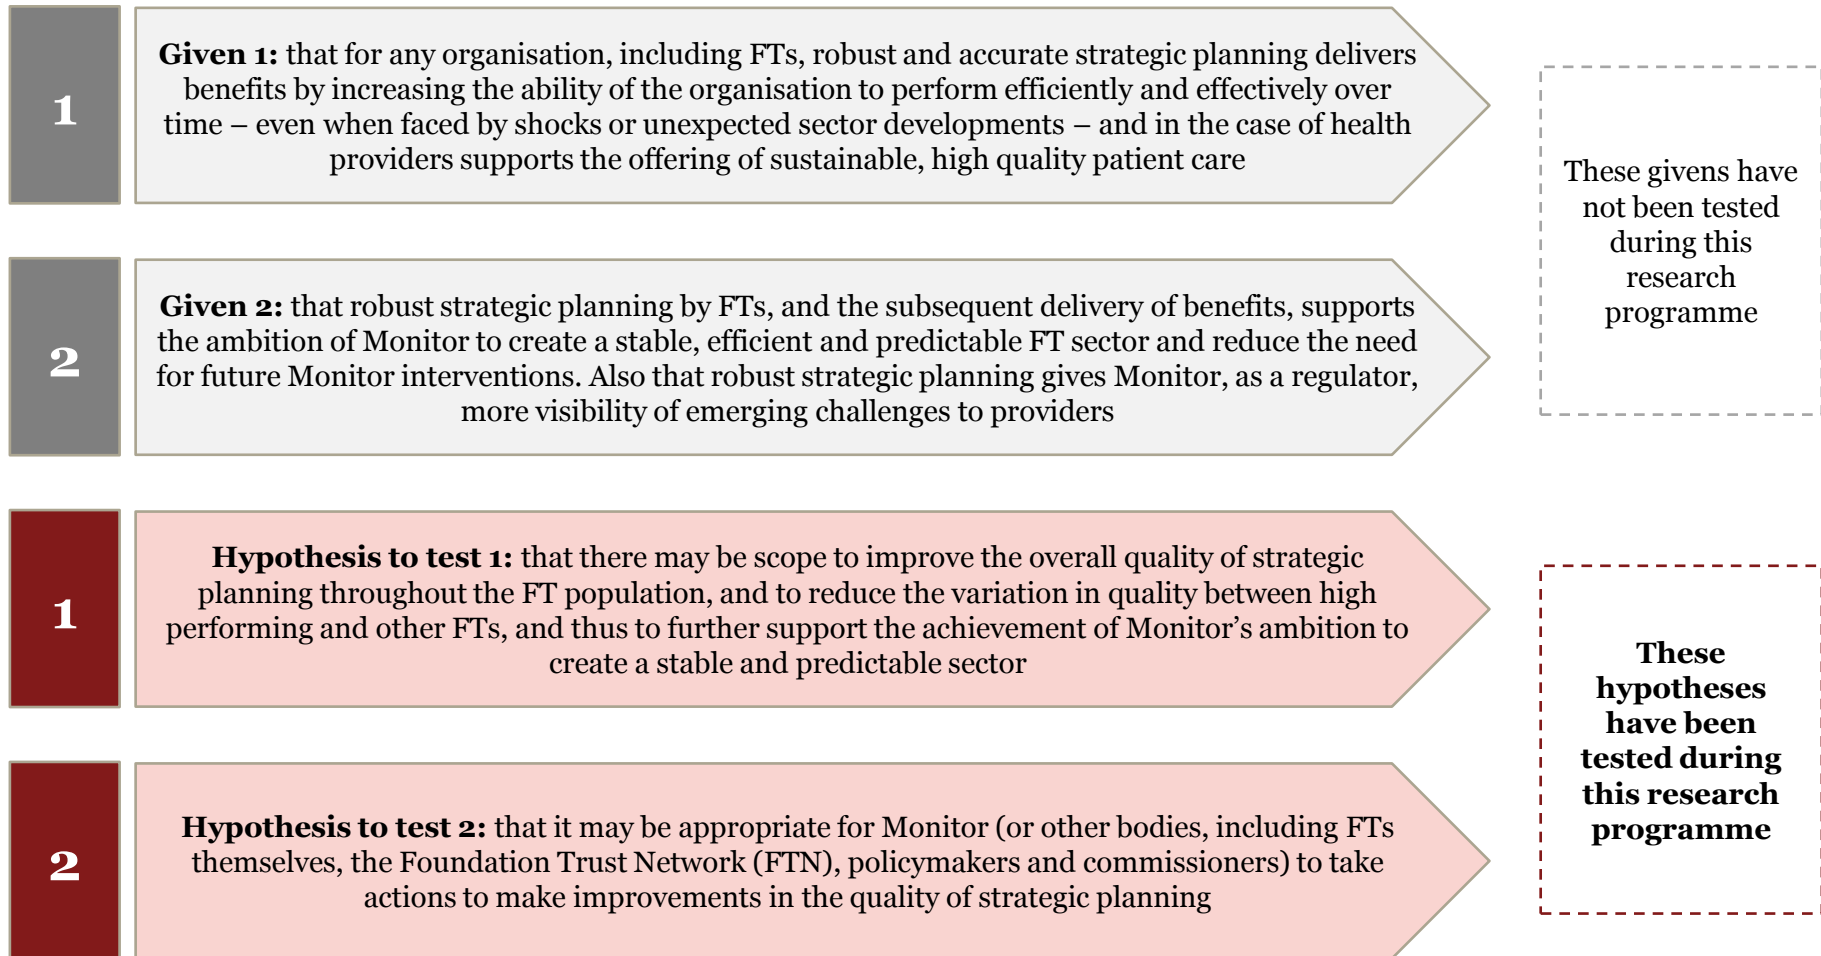 1
Given 1: that for any organisation, including FTs, robust and accurate strategic planning delivers
benefits by increasing the ability of the organisation to perform efficiently and effectively over
time – even when faced by shocks or unexpected sector developments – and in the case of health
providers supports the offering of sustainable, high quality patient care
2
Given 2: that robust strategic planning by FTs, and the subsequent delivery of benefits, supports
the ambition of Monitor to create a stable, efficient and predictable FT sector and reduce the need
for future Monitor interventions. Also that robust strategic planning gives Monitor, as a regulator,
more visibility of emerging challenges to providers
These givens have
not been tested
during this
research
programme
1
Hypothesis to test 1: that there may be scope to improve the overall quality of strategic
planning throughout the FT population, and to reduce the variation in quality between high
performing and other FTs, and thus to further support the achievement of Monitor’s ambition to
create a stable and predictable sector
2
Hypothesis to test 2: that it may be appropriate for Monitor (or other bodies, including FTs
themselves, the Foundation Trust Network (FTN), policymakers and commissioners) to take
actions to make improvements in the quality of strategic planning
These
hypotheses
have been
tested during
this research
programme